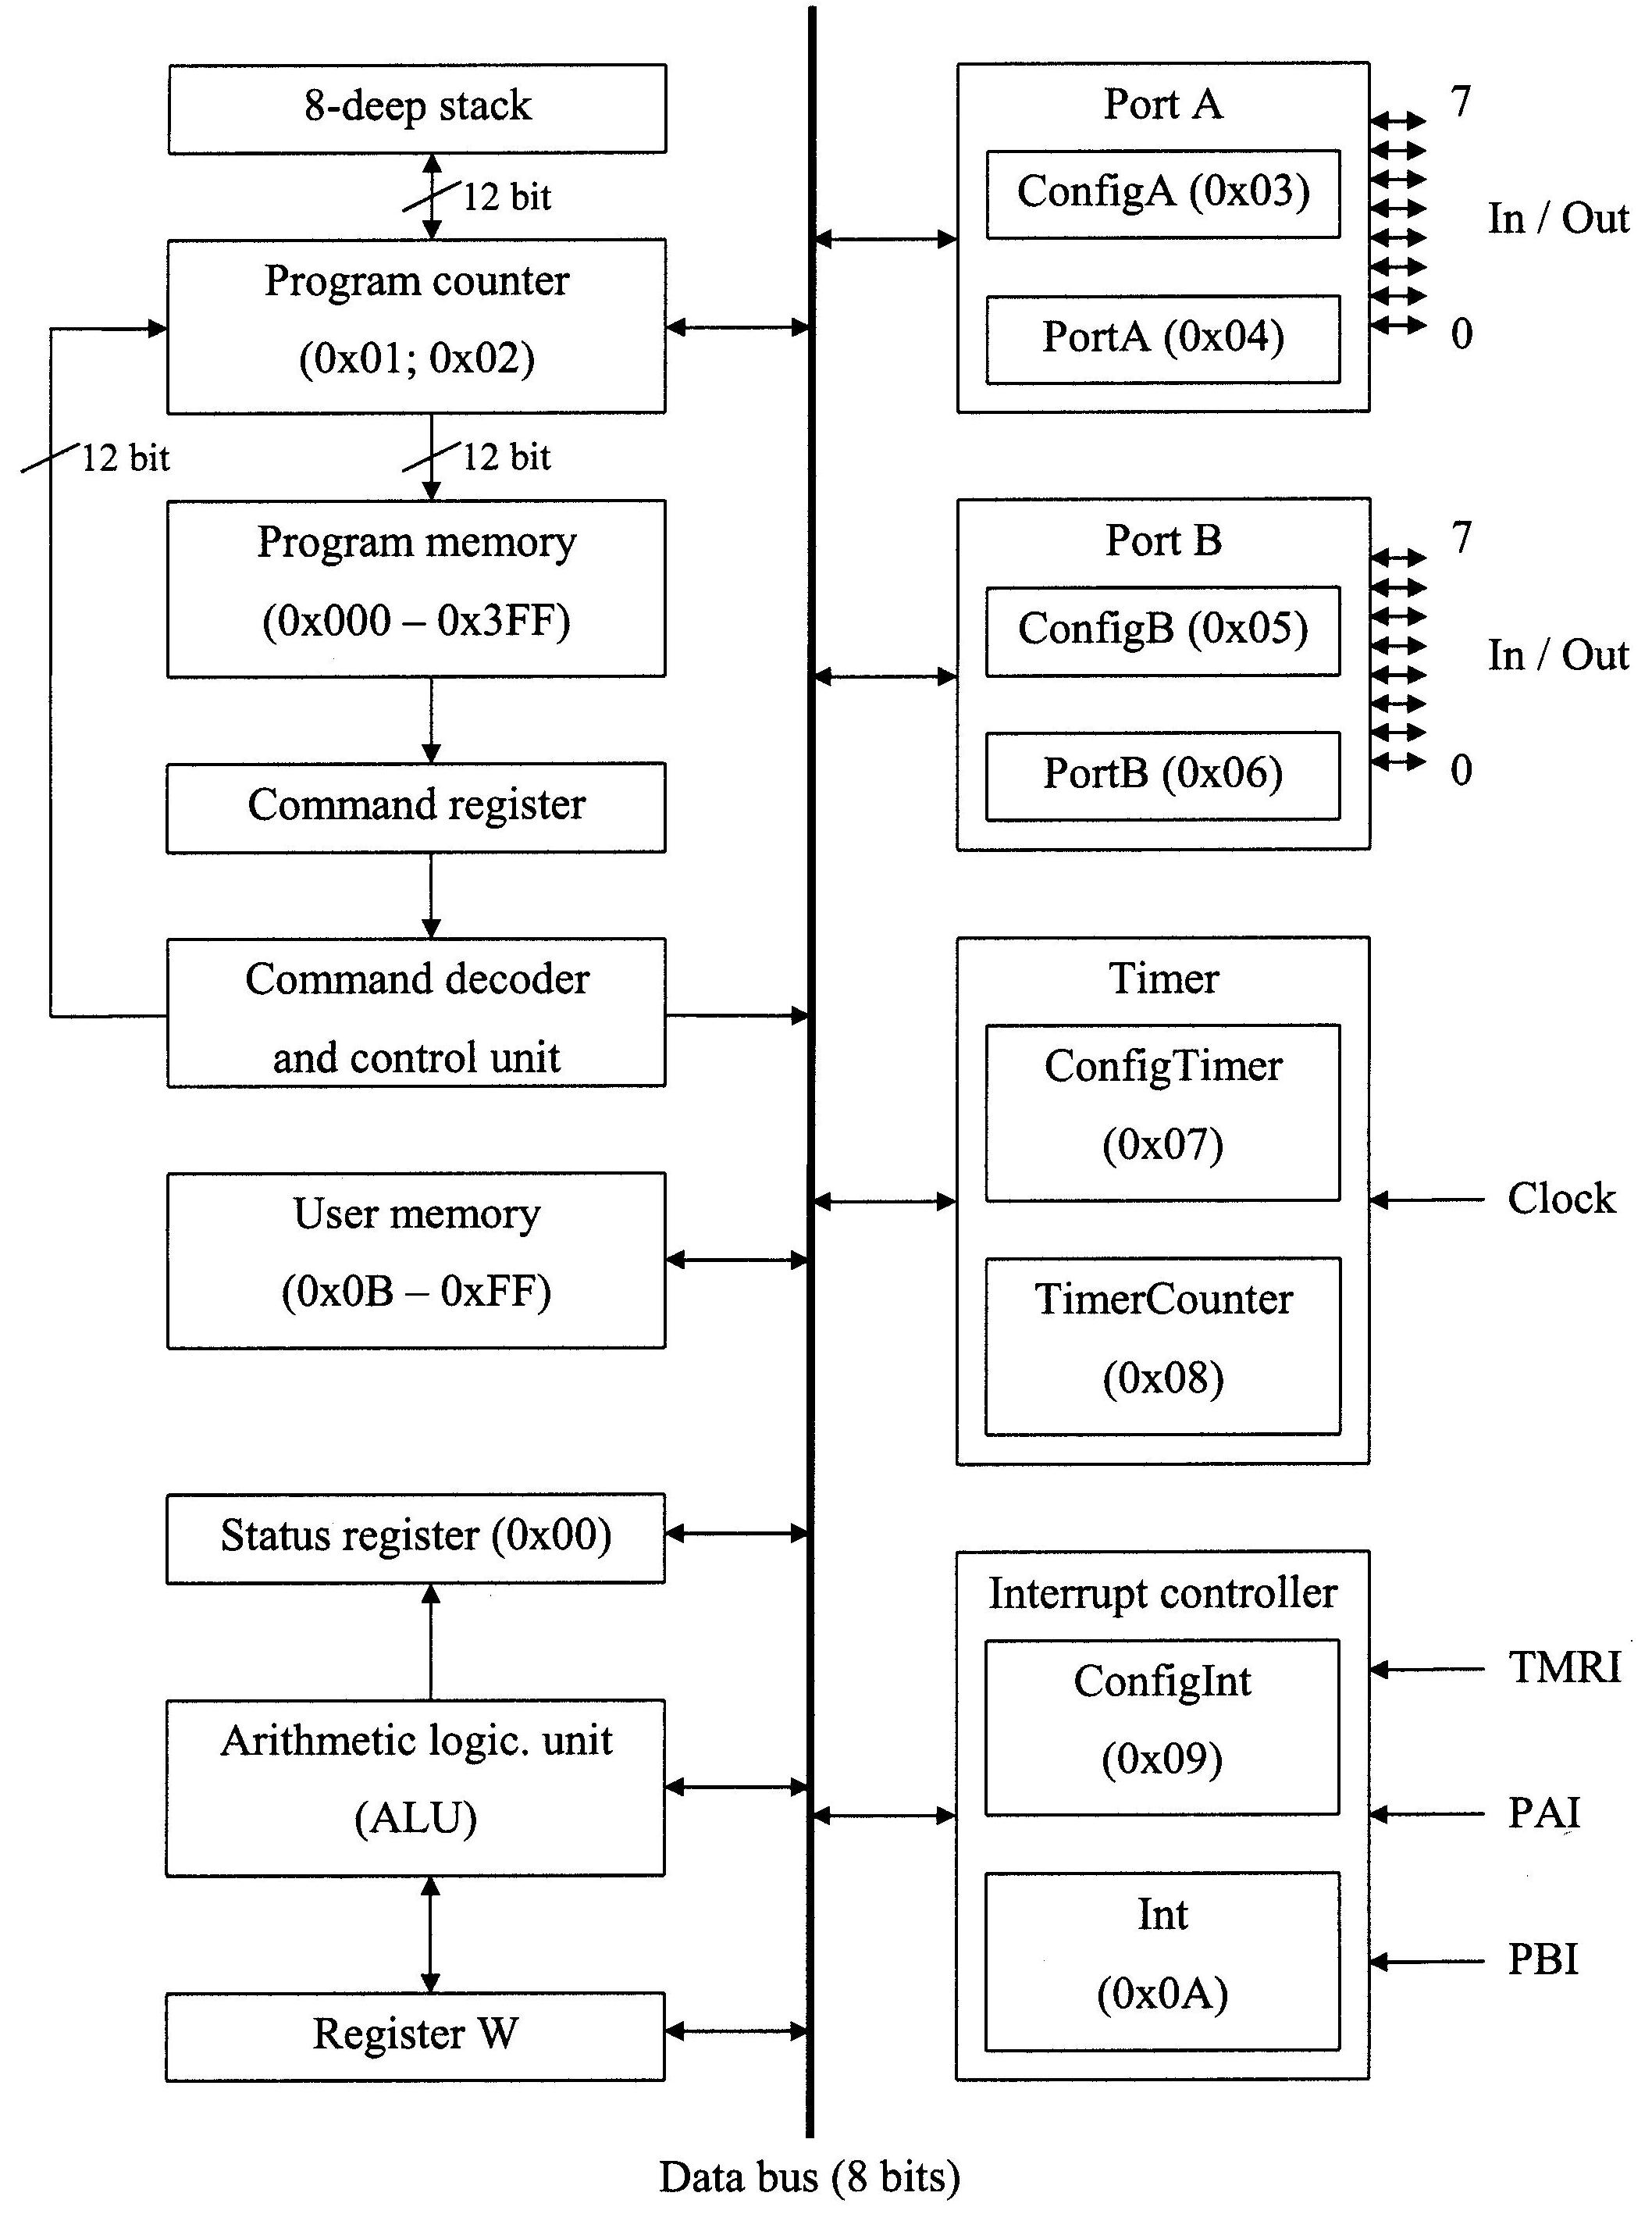 8-deep stack
12 bit
Program counter
(0x01; 0x02)
12 bit
12 bit
Program memory
(0x000 – 0x3FF)
Command register
Command decoder
and control unit
User memory
(0x0B – 0xFF)
Status register (0x00)
Arithmetic logic. unit
(ALU)
Register W
Port A
ConfigA (0x03)
PortA (0x04)
7
In / Out
0
Port B
ConfigB (0x05)
PortB (0x06)
7
In / Out
0
Timer
ConfigTimer
(0x07)
TimerCounter
(0x08)
Clock
Interrupt controller
ConfigInt
(0x09)
Int
(0x0A)
TMRI
PAI
PBI
Data bus (8 bits)